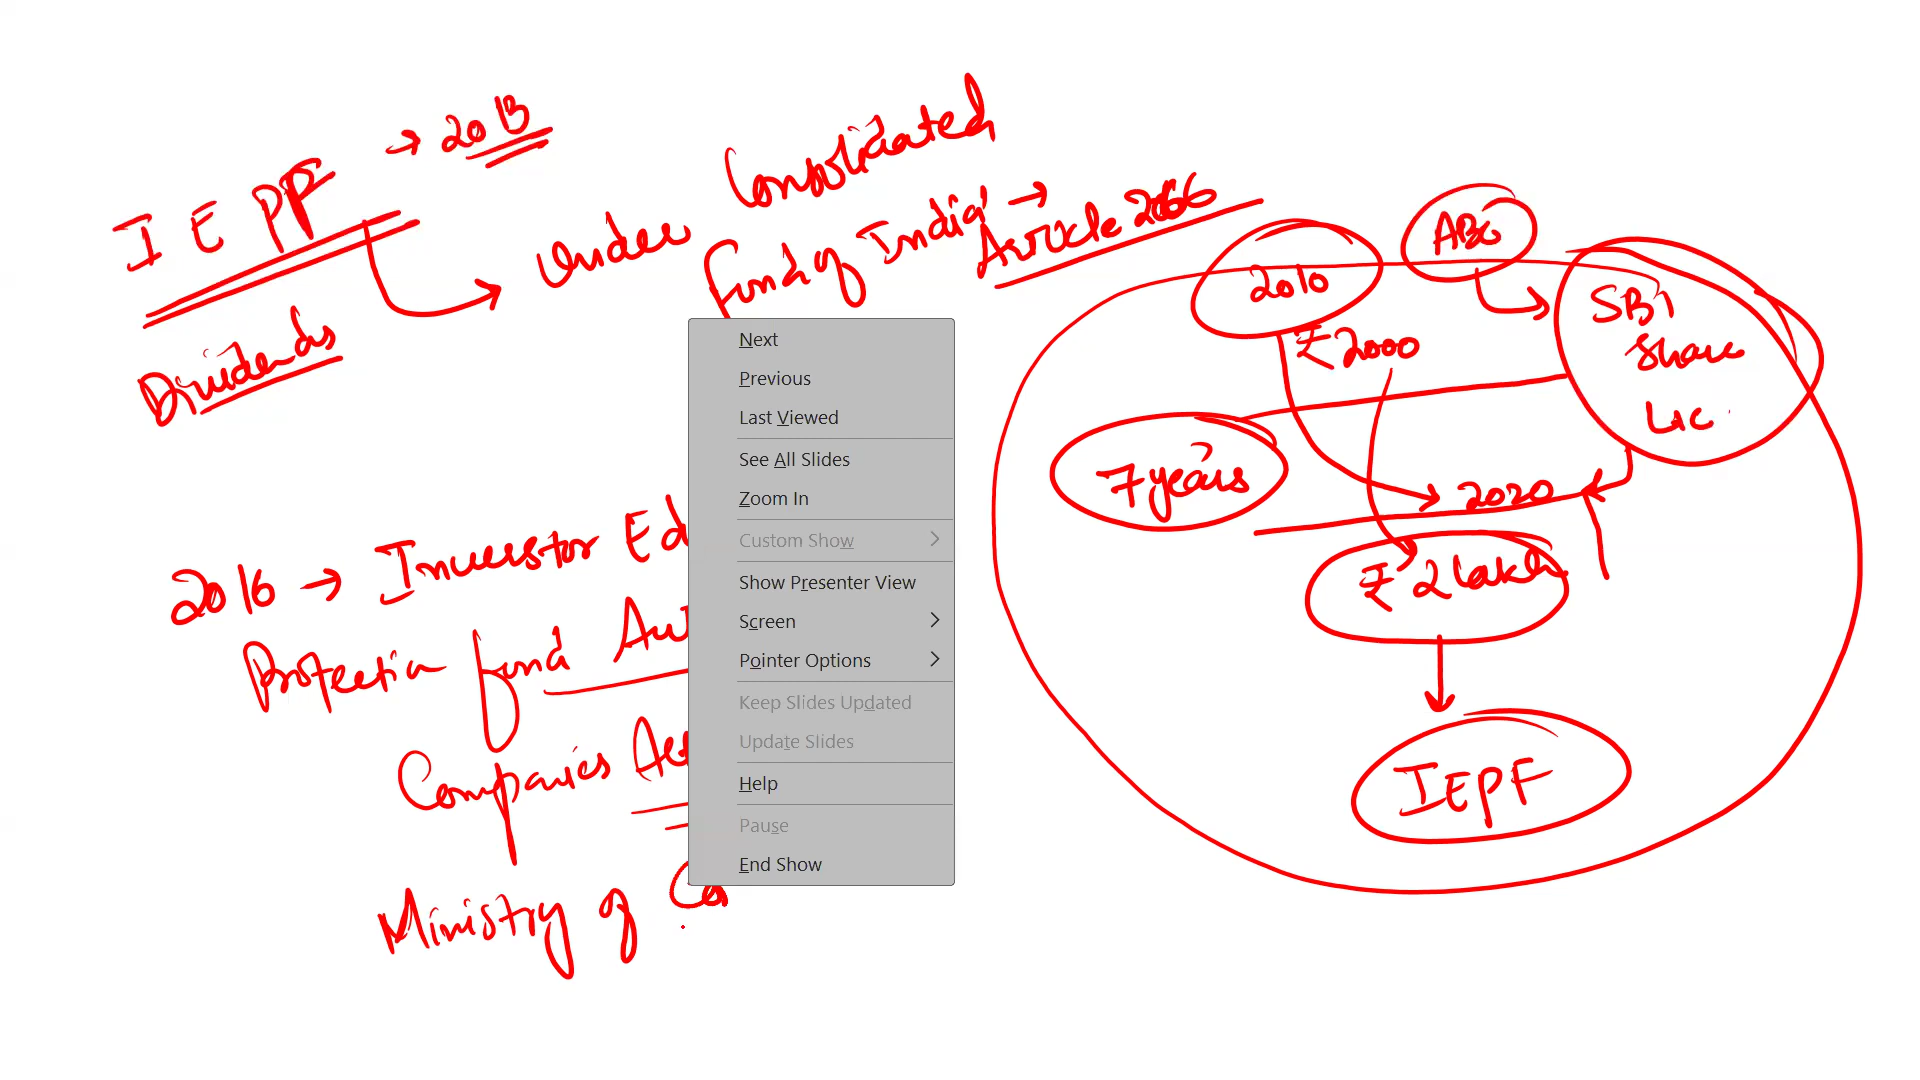 IEPF → 2013
Under Consolidated
Fund of India → Article 266
Dividends
2016 → Investor Ed
Protection fund Aut
Companies Act
Ministry of Co
Next
Previous
Last Viewed
See All Slides
Zoom In
Custom Show
Show Presenter View
Screen
Pointer Options
Keep Slides Updated
Update Slides
Help
Pause
End Show
ABC
2010
SBI
Share
LIC
₹2000
7 years
2020
₹ 2 lakh
IEPF